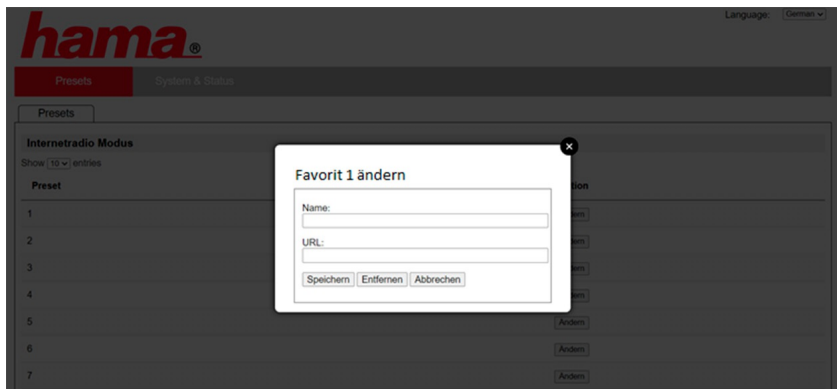 Language: German
hama®
Presets System & Status
Presets
Internetradio Modus
Show 10 entries
Preset
1
2
3
4
5 Ändern
6 Ändern
7 Ändern
Favorit 1 ändern
Name:
URL:
Speichern Entfernen Abbrechen